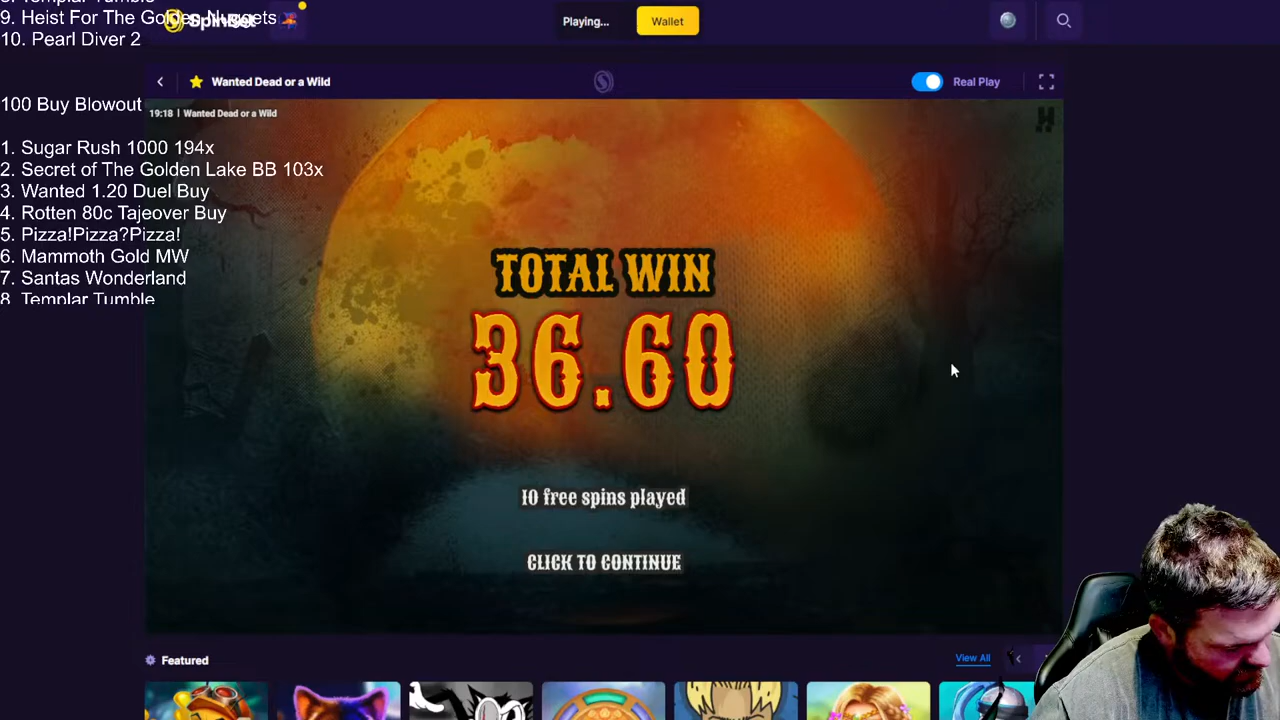 8. Templar Tumble
9. Heist For The Golden Nuggets
10. Pearl Diver 2
Spinbet
Playing...
Wallet
Wanted Dead or a Wild
Real Play
19:18 | Wanted Dead or a Wild
100 Buy Blowout
1. Sugar Rush 1000 194x
2. Secret of The Golden Lake BB 103x
3. Wanted 1.20 Duel Buy
4. Rotten 80c Tajeover Buy
5. Pizza!Pizza?Pizza!
6. Mammoth Gold MW
7. Santas Wonderland
8. Templar Tumble
TOTAL WIN
36.60
10 free spins played
CLICK TO CONTINUE
Featured
View All